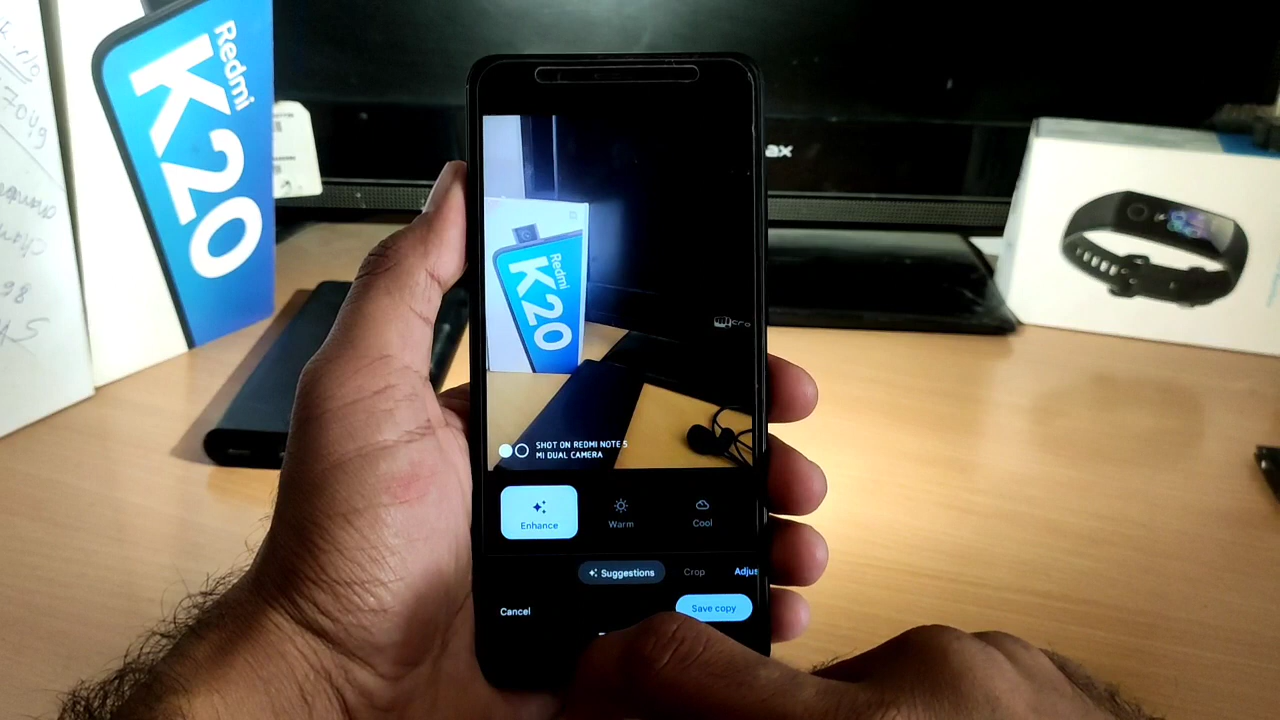 Redmi
K20
ax
Redmi
K20
SHOT ON REDMI NOTE 5
MI DUAL CAMERA
Enhance
Warm
Cool
Suggestions
Crop
Adjus
Cancel
Save copy